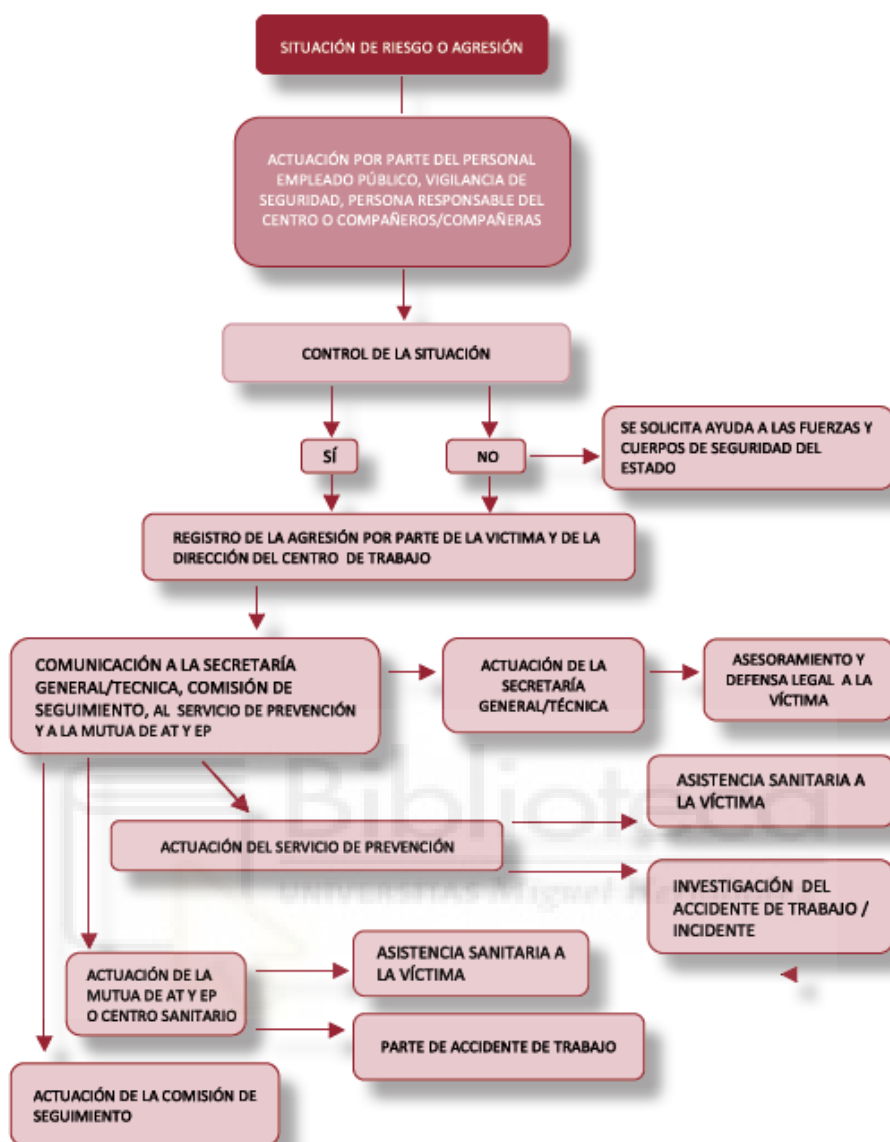 SITUACIÓN DE RIESGO O AGRESIÓN
ACTUACIÓN POR PARTE DEL PERSONAL
EMPLEADO PÚBLICO, VIGILANCIA DE
SEGURIDAD, PERSONA RESPONSABLE DEL
CENTRO O COMPAÑEROS/COMPAÑERAS
CONTROL DE LA SITUACIÓN
SÍ
NO
SE SOLICITA AYUDA A LAS FUERZAS Y
CUERPOS DE SEGURIDAD DEL
ESTADO
REGISTRO DE LA AGRESIÓN POR PARTE DE LA VICTIMA Y DE LA
DIRECCIÓN DEL CENTRO DE TRABAJO
COMUNICACIÓN A LA SECRETARÍA
GENERAL/TECNICA, COMISIÓN DE
SEGUIMIENTO, AL SERVICIO DE PREVENCIÓN
Y A LA MUTUA DE AT Y EP
ACTUACIÓN DE LA
SECRETARÍA
GENERAL/TÉCNICA
ASESORAMIENTO Y
DEFENSA LEGAL A LA
VÍCTIMA
ACTUACIÓN DEL SERVICIO DE PREVENCIÓN
ASISTENCIA SANITARIA A
LA VÍCTIMA
INVESTIGACIÓN DEL
ACCIDENTE DE TRABAJO /
INCIDENTE
ACTUACIÓN DE LA
MUTUA DE AT Y EP
O CENTRO SANITARIO
ASISTENCIA SANITARIA A
LA VÍCTIMA
PARTE DE ACCIDENTE DE TRABAJO
ACTUACIÓN DE LA COMISIÓN DE
SEGUIMIENTO
Biblioteca
UNIVERSITAS Miguel